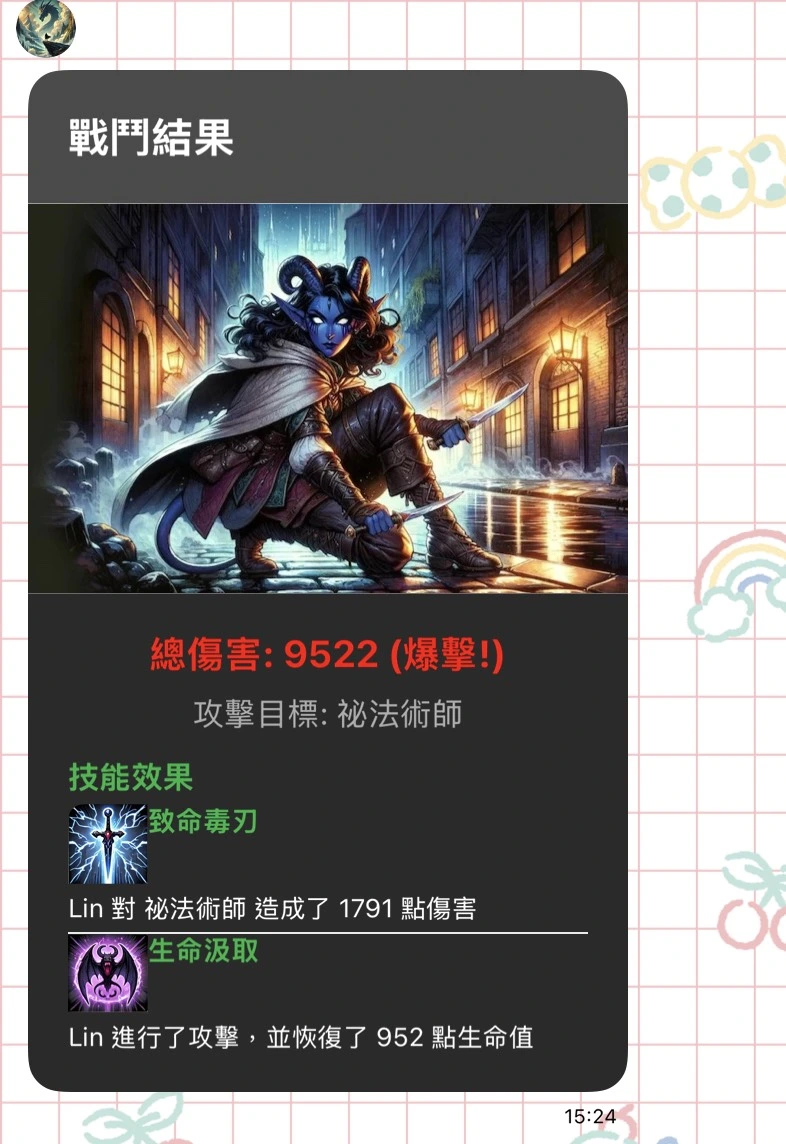 戰鬥結果
總傷害: 9522 (爆擊!)
攻擊目標: 祕法術師
技能效果
致命毒刃
Lin 對 祕法術師 造成了 1791 點傷害
生命汲取
Lin 進行了攻擊，並恢復了 952 點生命值
15:24